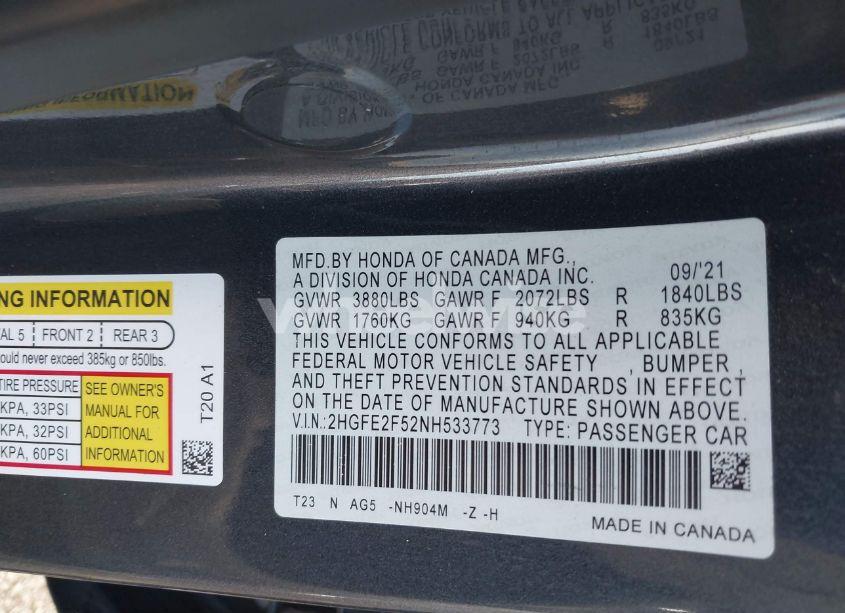 MFD.BY HONDA OF CANADA MFG.,
A DIVISION OF HONDA CANADA INC. 09/'21
GVWR 3880LBS GAWR F 2072LBS R 1840LBS
GVWR 1760KG GAWR F 940KG R 835KG
THIS VEHICLE CONFORMS TO ALL APPLICABLE
FEDERAL MOTOR VEHICLE SAFETY , BUMPER ,
AND THEFT PREVENTION STANDARDS IN EFFECT
ON THE DATE OF MANUFACTURE SHOWN ABOVE.
V.I.N.:2HGFE2F52NH533773 TYPE: PASSENGER CAR
T23 N AG5 -NH904M -Z -H
MADE IN CANADA
INFORMATION
5 FRONT 2 REAR 3
never exceed 385kg or 850lbs.
PRESSURE
KPA, 33PSI
KPA, 32PSI
KPA, 60PSI
SEE OWNER'S
MANUAL FOR
ADDITIONAL
INFORMATION
T20 A1